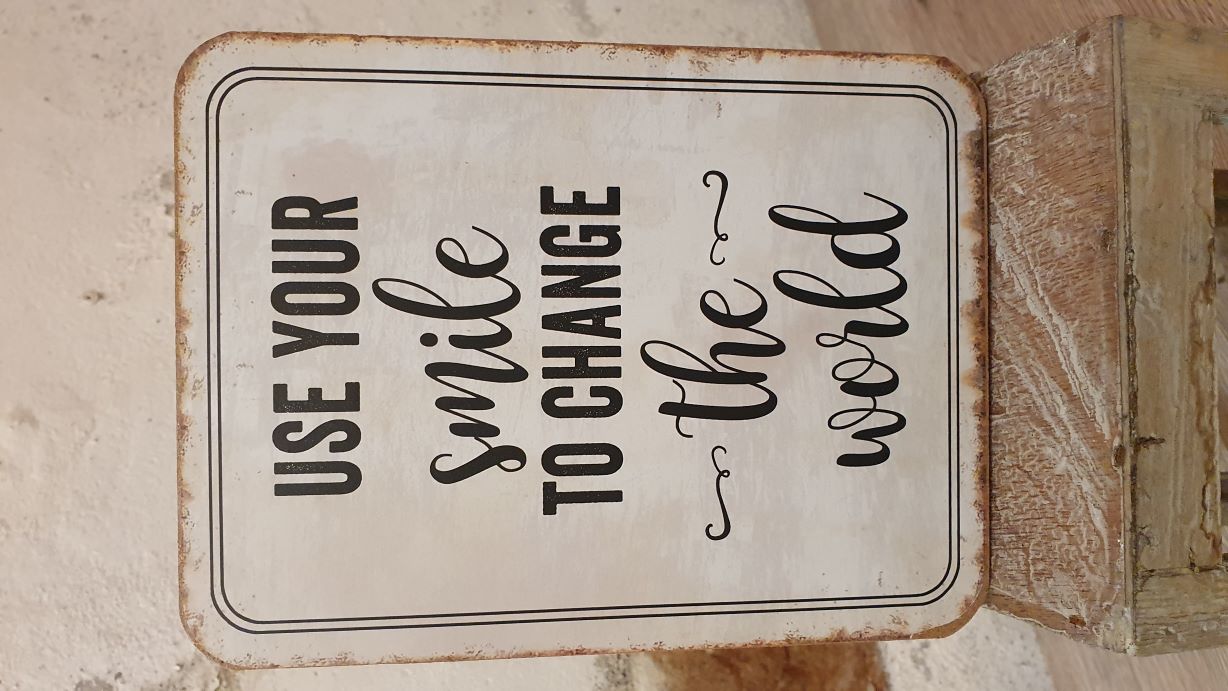 USE YOUR
smile
TO CHANGE
the
world